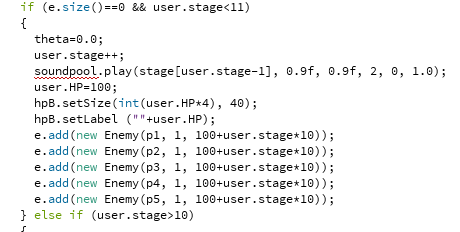 if (e.size()==0 && user.stage<11)
{
theta=0.0;
user.stage++;
soundpool.play(stage[user.stage-1], 0.9f, 0.9f, 2, 0, 1.0);
user.HP=100;
hpB.setSize(int(user.HP*4), 40);
hpB.setLabel (""+user.HP);
e.add(new Enemy(p1, 1, 100+user.stage*10));
e.add(new Enemy(p2, 1, 100+user.stage*10));
e.add(new Enemy(p3, 1, 100+user.stage*10));
e.add(new Enemy(p4, 1, 100+user.stage*10));
e.add(new Enemy(p5, 1, 100+user.stage*10));
} else if (user.stage>10)
{